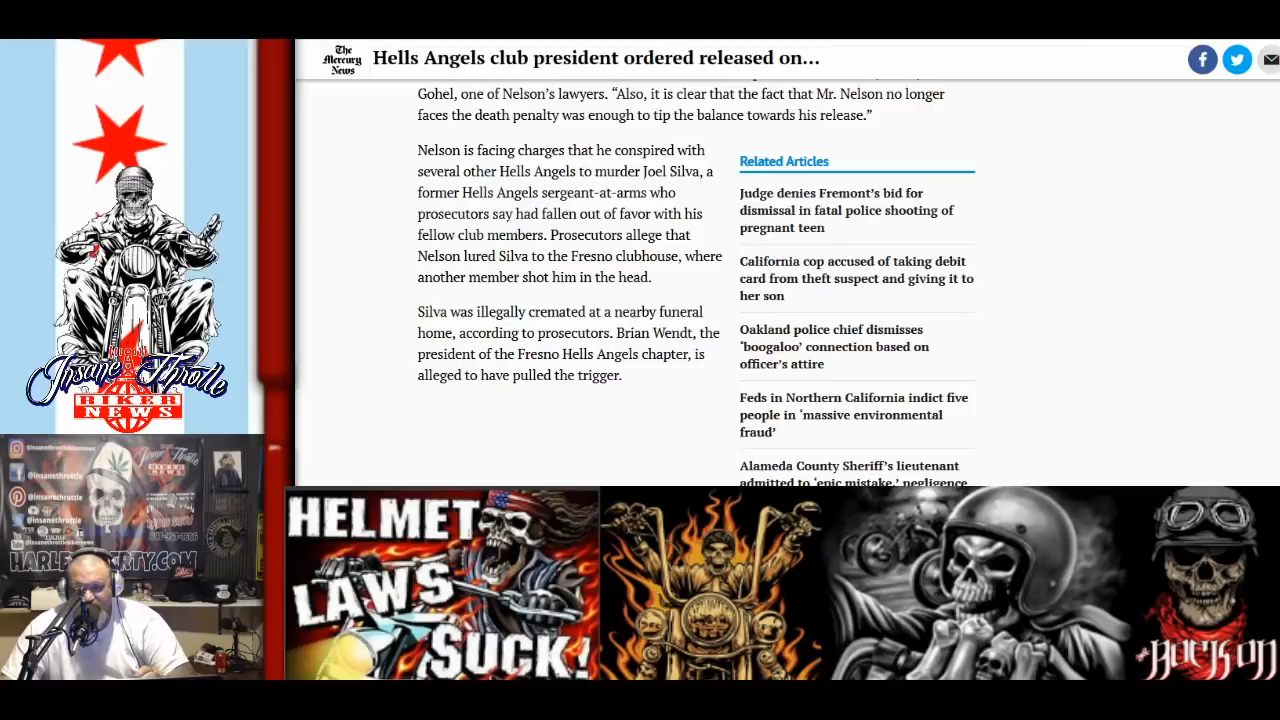 The
Mercury
News
Hells Angels club president ordered released on...
Gohel, one of Nelson's lawyers. “Also, it is clear that the fact that Mr. Nelson no longer
faces the death penalty was enough to tip the balance towards his release.”
Nelson is facing charges that he conspired with
several other Hells Angels to murder Joel Silva, a
former Hells Angels sergeant-at-arms who
prosecutors say had fallen out of favor with his
fellow club members. Prosecutors allege that
Nelson lured Silva to the Fresno clubhouse, where
another member shot him in the head.
Silva was illegally cremated at a nearby funeral
home, according to prosecutors. Brian Wendt, the
president of the Fresno Hells Angels chapter, is
alleged to have pulled the trigger.
Related Articles
Judge denies Fremont’s bid for
dismissal in fatal police shooting of
pregnant teen
California cop accused of taking debit
card from theft suspect and giving it to
her son
Oakland police chief dismisses
‘boogaloo’ connection based on
officer’s attire
Feds in Northern California indict five
people in ‘massive environmental
fraud’
Alameda County Sheriff’s lieutenant
admitted to ‘epic mistake,’ negligence
Insane Throttle
BIKER
NEWS
@insanethrottlebikernews
@insanethrottle
@insanethrottle
@insanethrottle
HELMET
LAWS
SUCK!